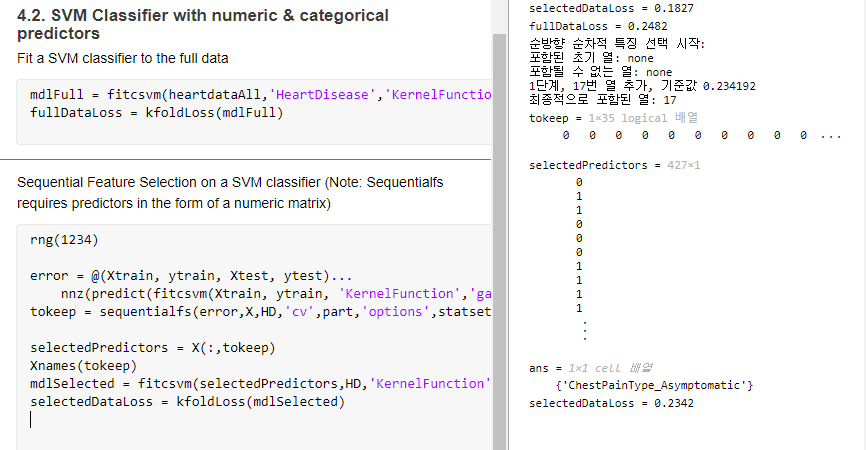 4.2. SVM Classifier with numeric & categorical
predictors
Fit a SVM classifier to the full data
mdlFull = fitcsvm(heartdataAll,'HeartDisease','KernelFunctio
fullDataLoss = kfoldLoss(mdlFull)
Sequential Feature Selection on a SVM classifier (Note: Sequentialfs
requires predictors in the form of a numeric matrix)
rng(1234)
error = @(Xtrain, ytrain, Xtest, ytest)...
nnz(predict(fitcsvm(Xtrain, ytrain, 'KernelFunction','ga
tokeep = sequentialfs(error,X,HD,'cv',part,'options',statset
selectedPredictors = X(:,tokeep)
Xnames(tokeep)
mdlSelected = fitcsvm(selectedPredictors,HD,'KernelFunction'
selectedDataLoss = kfoldLoss(mdlSelected)
selectedDataLoss = 0.1827
fullDataLoss = 0.2482
순방향 순차적 특징 선택 시작:
포함된 초기 열: none
포함될 수 없는 열: none
1단계, 17번 열 추가, 기준값 0.234192
최종적으로 포함된 열: 17
tokeep = 1×35 logical 배열
0 0 0 0 0 0 0 0 0 0 ...
selectedPredictors = 427×1
0
1
1
0
0
0
1
1
1
1
⋮
ans = 1×1 cell 배열
{'ChestPainType_Asymptomatic'}
selectedDataLoss = 0.2342